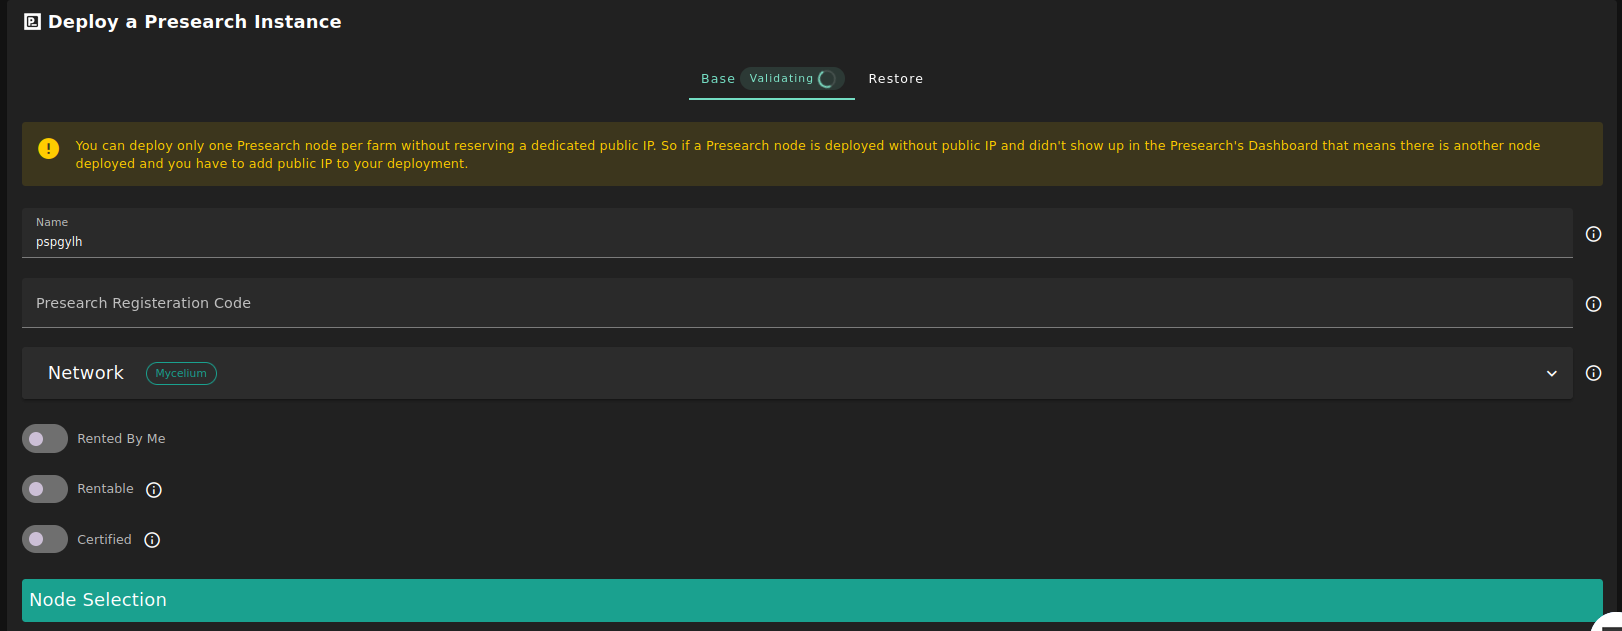 Deploy a Presearch Instance
Base Validating Restore
You can deploy only one Presearch node per farm without reserving a dedicated public IP. So if a Presearch node is deployed without public IP and didn't show up in the Presearch's Dashboard that means there is another node
deployed and you have to add public IP to your deployment.
Name
pspgylh
Presearch Registeration Code
Network Mycelium
Rented By Me
Rentable
Certified
Node Selection